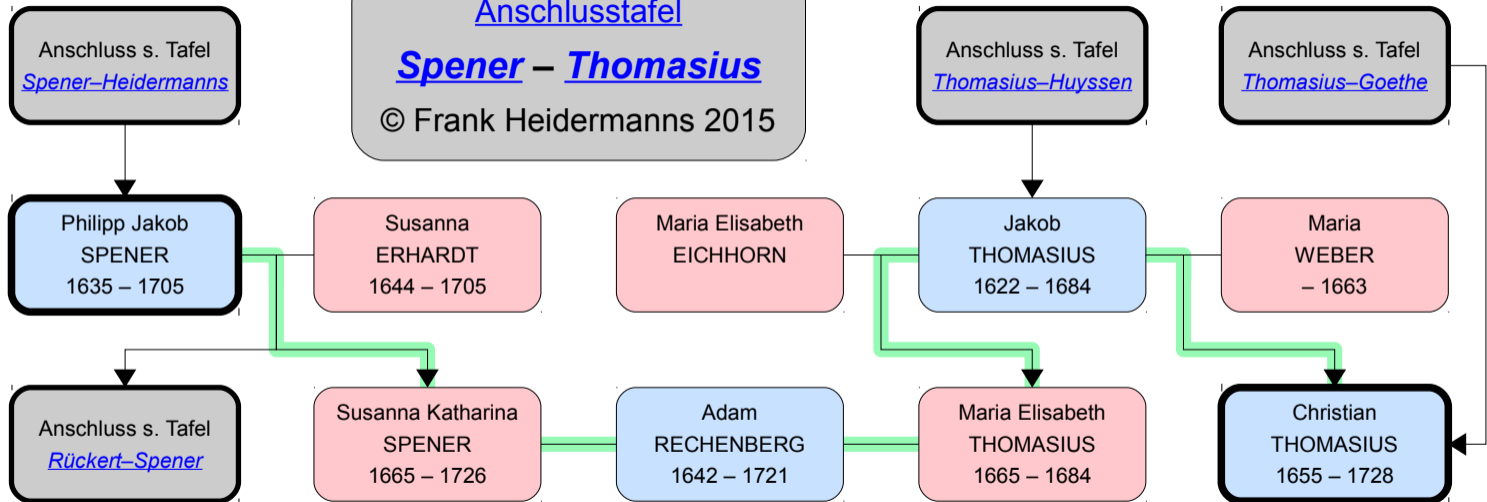 Anschlusstafel
Spener – Thomasius
© Frank Heidermanns 2015
Anschluss s. Tafel
Spener–Heidermanns
Anschluss s. Tafel
Thomasius–Huyssen
Anschluss s. Tafel
Thomasius–Goethe
Philipp Jakob
SPENER
1635 – 1705
Susanna
ERHARDT
1644 – 1705
Maria Elisabeth
EICHHORN
Jakob
THOMASIUS
1622 – 1684
Maria
WEBER
– 1663
Anschluss s. Tafel
Rückert–Spener
Susanna Katharina
SPENER
1665 – 1726
Adam
RECHENBERG
1642 – 1721
Maria Elisabeth
THOMASIUS
1665 – 1684
Christian
THOMASIUS
1655 – 1728